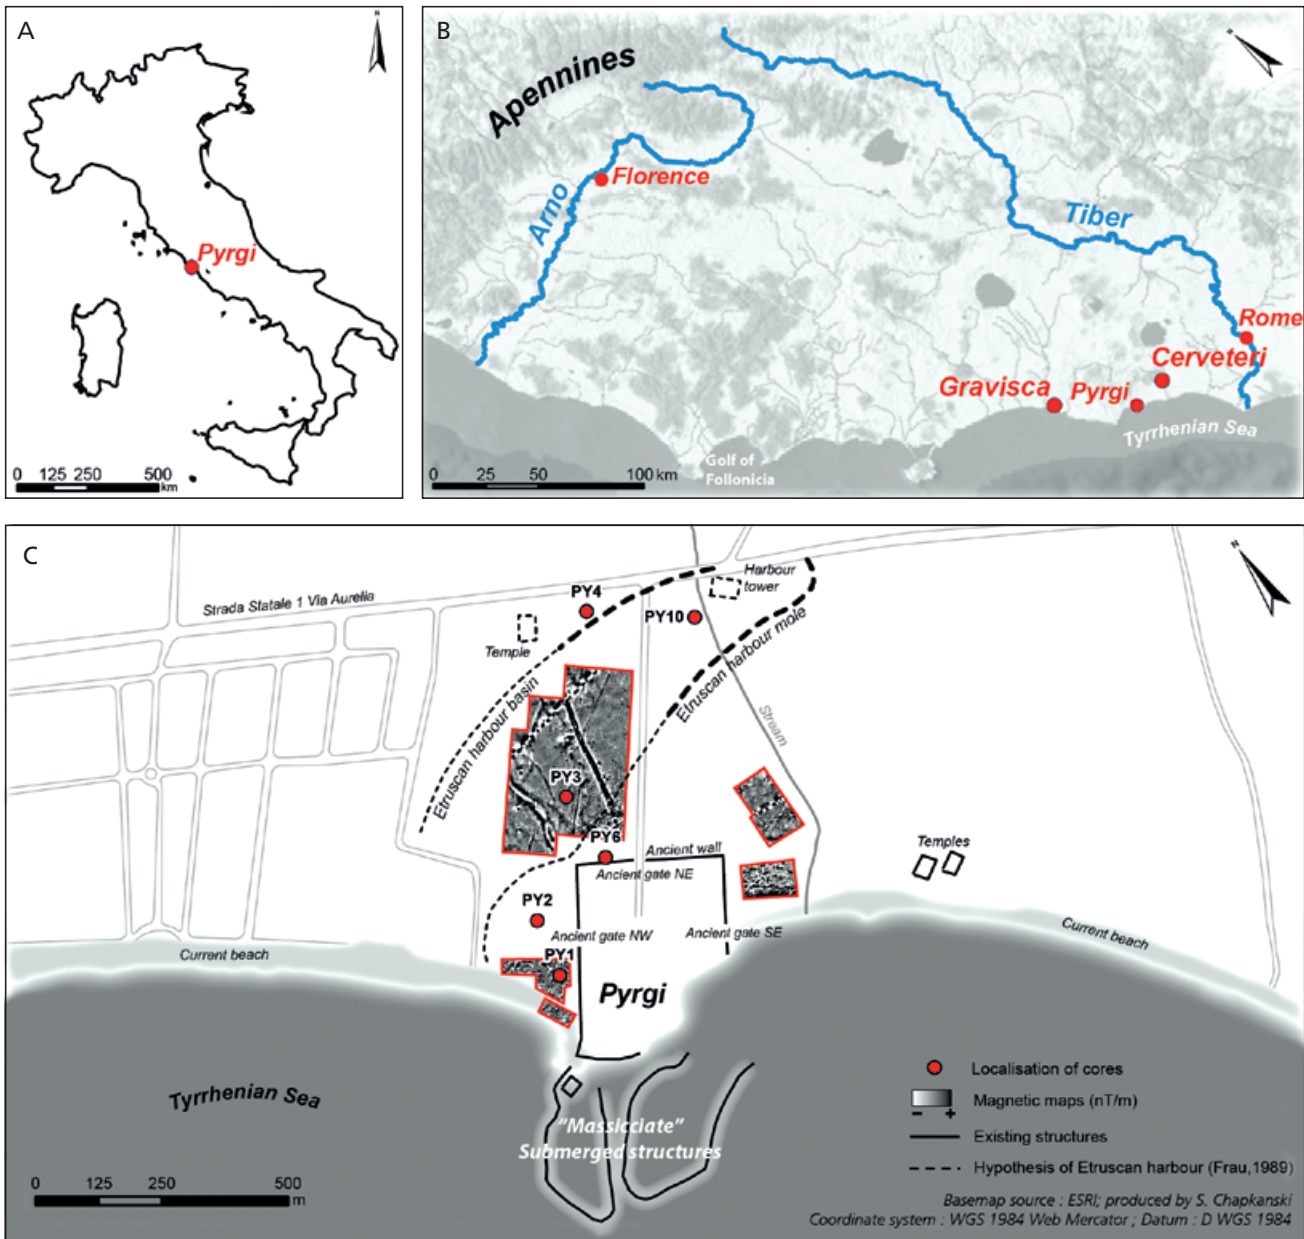 A
N
Pyrgi
0 125 250 500
km
B
N
Apennines
Arno
Florence
Tiber
Rome
Cerveteri
Gravisca
Pyrgi
Tyrrhenian Sea
Golf of
Follonicia
0 25 50 100 km
C
N
Strada Statale 1 Via Aurelia
PY4
Harbour
tower
PY10
Temple
Etruscan harbour basin
Etruscan harbour mole
Stream
PY3
PY6
Ancient wall
Ancient gate NE
Temples
PY2
Ancient gate NW
Ancient gate SE
Current beach
Current beach
PY1
Pyrgi
Tyrrhenian Sea
"Massicciate"
Submerged structures
Localisation of cores
Magnetic maps (nT/m)
- +
Existing structures
Hypothesis of Etruscan harbour (Frau,1989)
0 125 250 500
m
Basemap source : ESRI; produced by S. Chapkanski
Coordinate system : WGS 1984 Web Mercator ; Datum : D WGS 1984